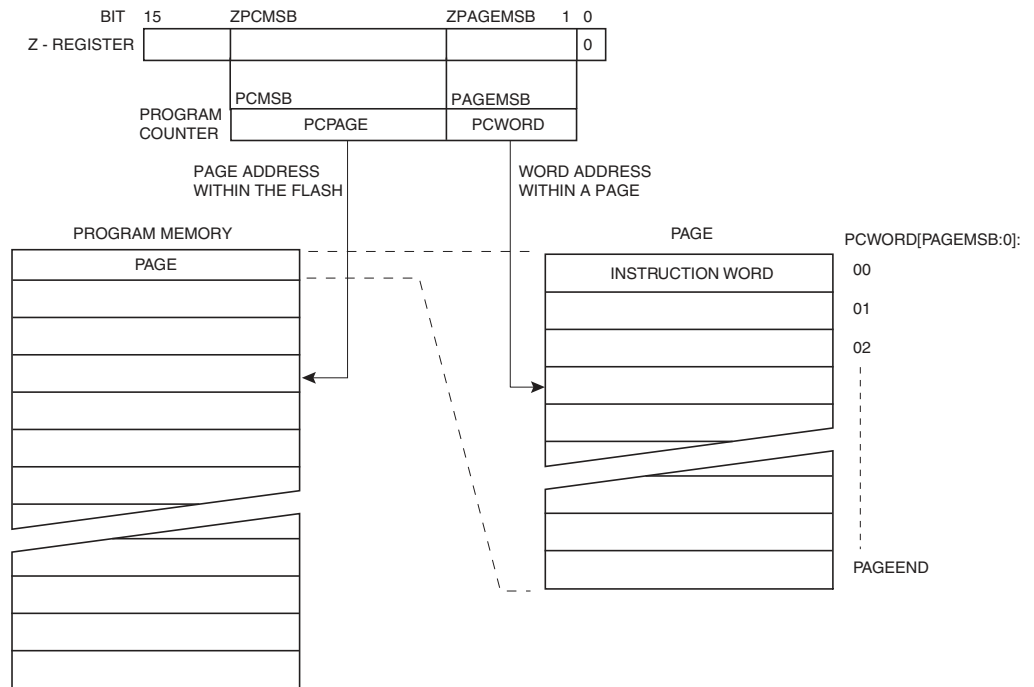 BIT 15 ZPCMSB ZPAGEMSB 1 0
Z - REGISTER 0
PCMSB PAGEMSB
PROGRAM
COUNTER
PCPAGE PCWORD
PAGE ADDRESS
WITHIN THE FLASH
WORD ADDRESS
WITHIN A PAGE
PROGRAM MEMORY
PAGE
PAGE
INSTRUCTION WORD
PCWORD[PAGEMSB:0]:
00
01
02
PAGEEND